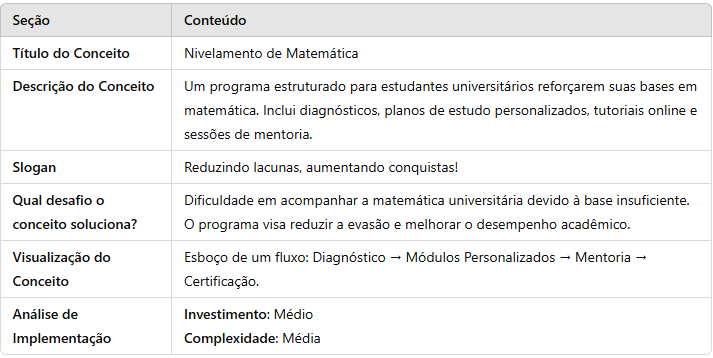 Seção Conteúdo
Título do Conceito Nivelamento de Matemática
Descrição do Conceito Um programa estruturado para estudantes universitários reforçarem suas bases em
matemática. Inclui diagnósticos, planos de estudo personalizados, tutoriais online e
sessões de mentoria.
Slogan Reduzindo lacunas, aumentando conquistas!
Qual desafio o Dificuldade em acompanhar a matemática universitária devido à base insuficiente.
conceito soluciona? O programa visa reduzir a evasão e melhorar o desempenho acadêmico.
Visualização do Esboço de um fluxo: Diagnóstico → Módulos Personalizados → Mentoria →
Conceito Certificação.
Análise de Investimento: Médio
Implementação Complexidade: Média